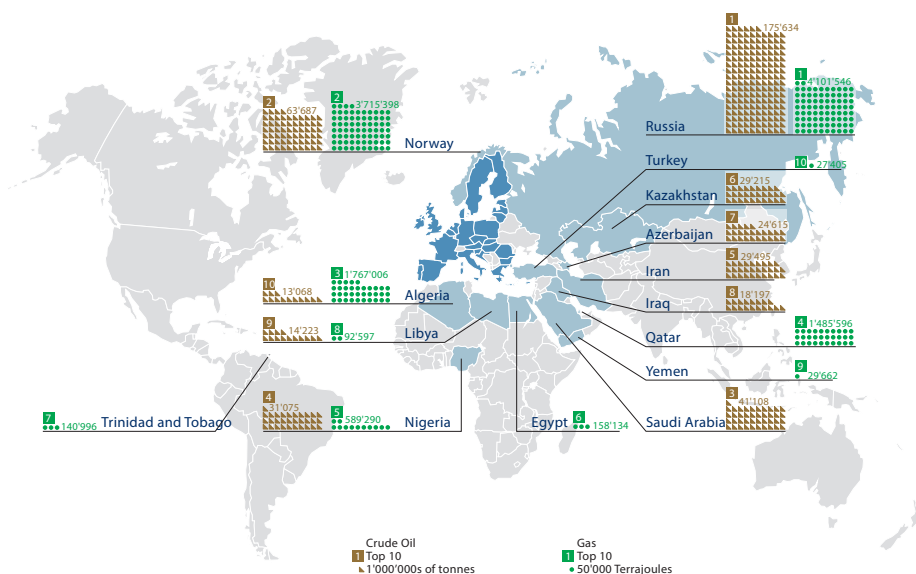 1
175'634
1
4'101'546
Russia
2
63'687
2
3'715'398
Norway
Turkey
10
27'405
Kazakhstan
6
29'215
Azerbaijan
7
24'615
Iran
5
29'495
Iraq
8
18'197
Qatar
4
1'485'596
Yemen
9
29'662
Saudi Arabia
3
41'108
10
13'068
3
1'767'006
Algeria
9
14'223
8
92'597
Libya
7
140'996
Trinidad and Tobago
4
31'075
5
589'290
Nigeria
Egypt
6
158'134
Crude Oil
1 Top 10
1'000'000s of tonnes
Gas
1 Top 10
50'000 Terrajoules